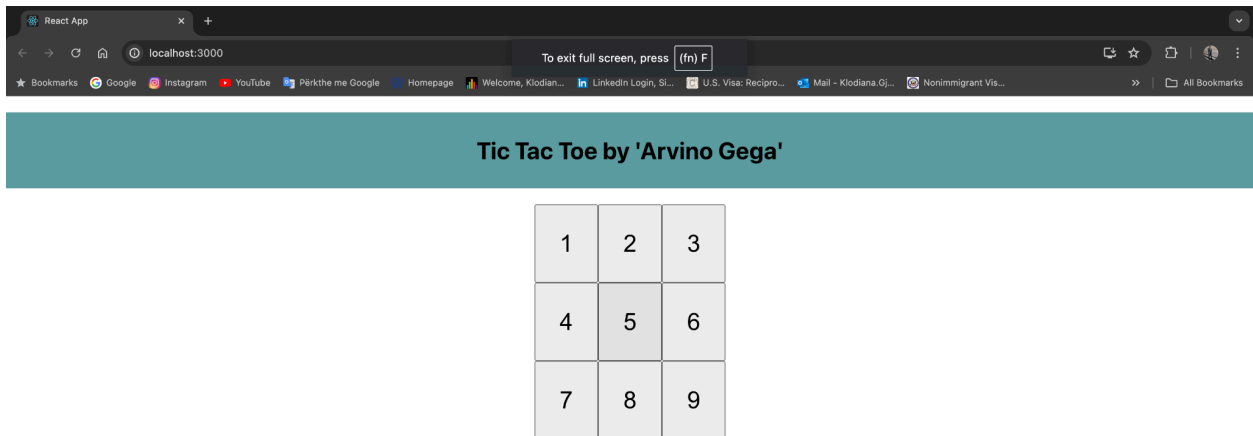 React App
localhost:3000
To exit full screen, press (fn) F
Bookmarks Google Instagram YouTube Përkthe me Google Homepage Welcome, Klodian... LinkedIn Login, Si... U.S. Visa: Recipro... Mail - Klodiana.Gj... Nonimmigrant Vis... » All Bookmarks
Tic Tac Toe by 'Arvino Gega'
1 2 3
4 5 6
7 8 9